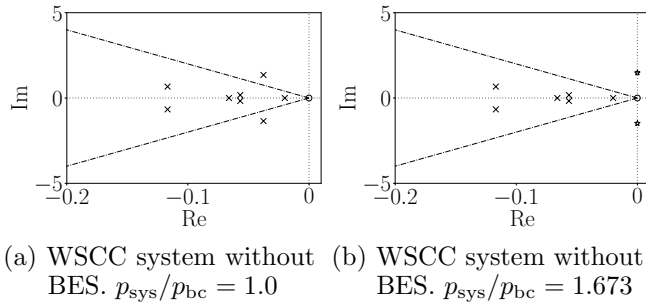 5
0
−5
Im
−0.2
−0.1
0
Re
(a) WSCC system without
BES. p_sys/p_bc = 1.0
5
0
−5
Im
−0.2
−0.1
0
Re
(b) WSCC system without
BES. p_sys/p_bc = 1.673